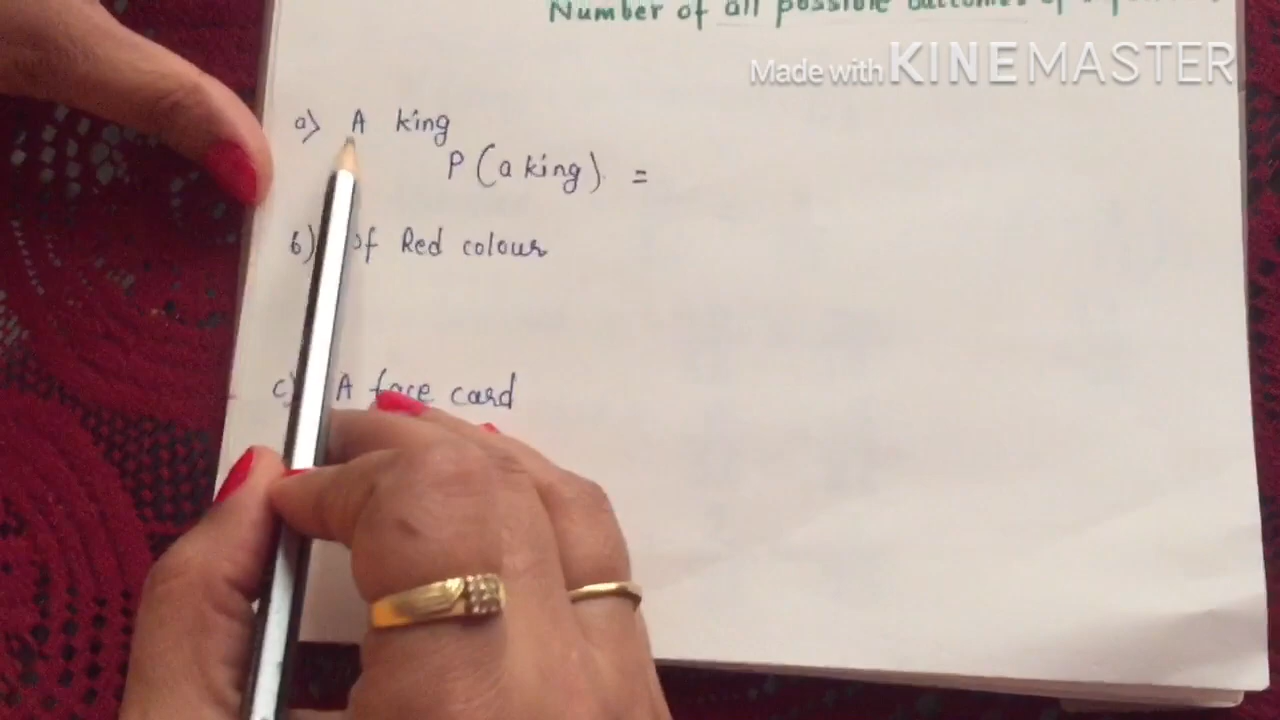 Number of all possible outcomes of
Made with KINEMASTER
a) A king
P (a king) =
b) of Red colour
c) A face card